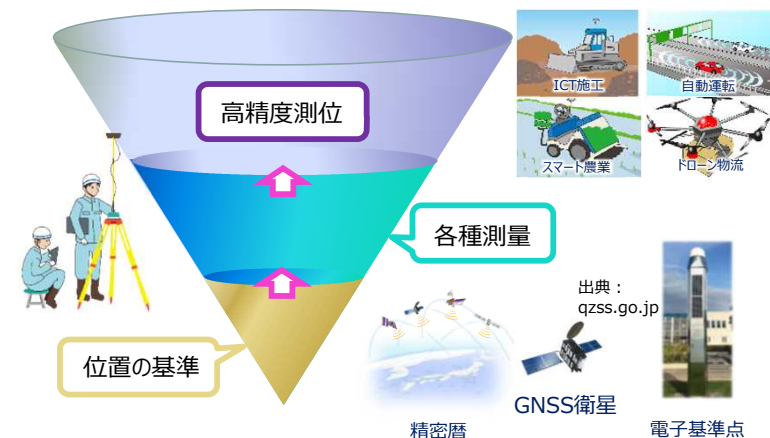 高精度測位
ICT施工
自動運転
スマート農業
ドローン物流
各種測量
位置の基準
出典：
qzss.go.jp
精密暦
GNSS衛星
電子基準点